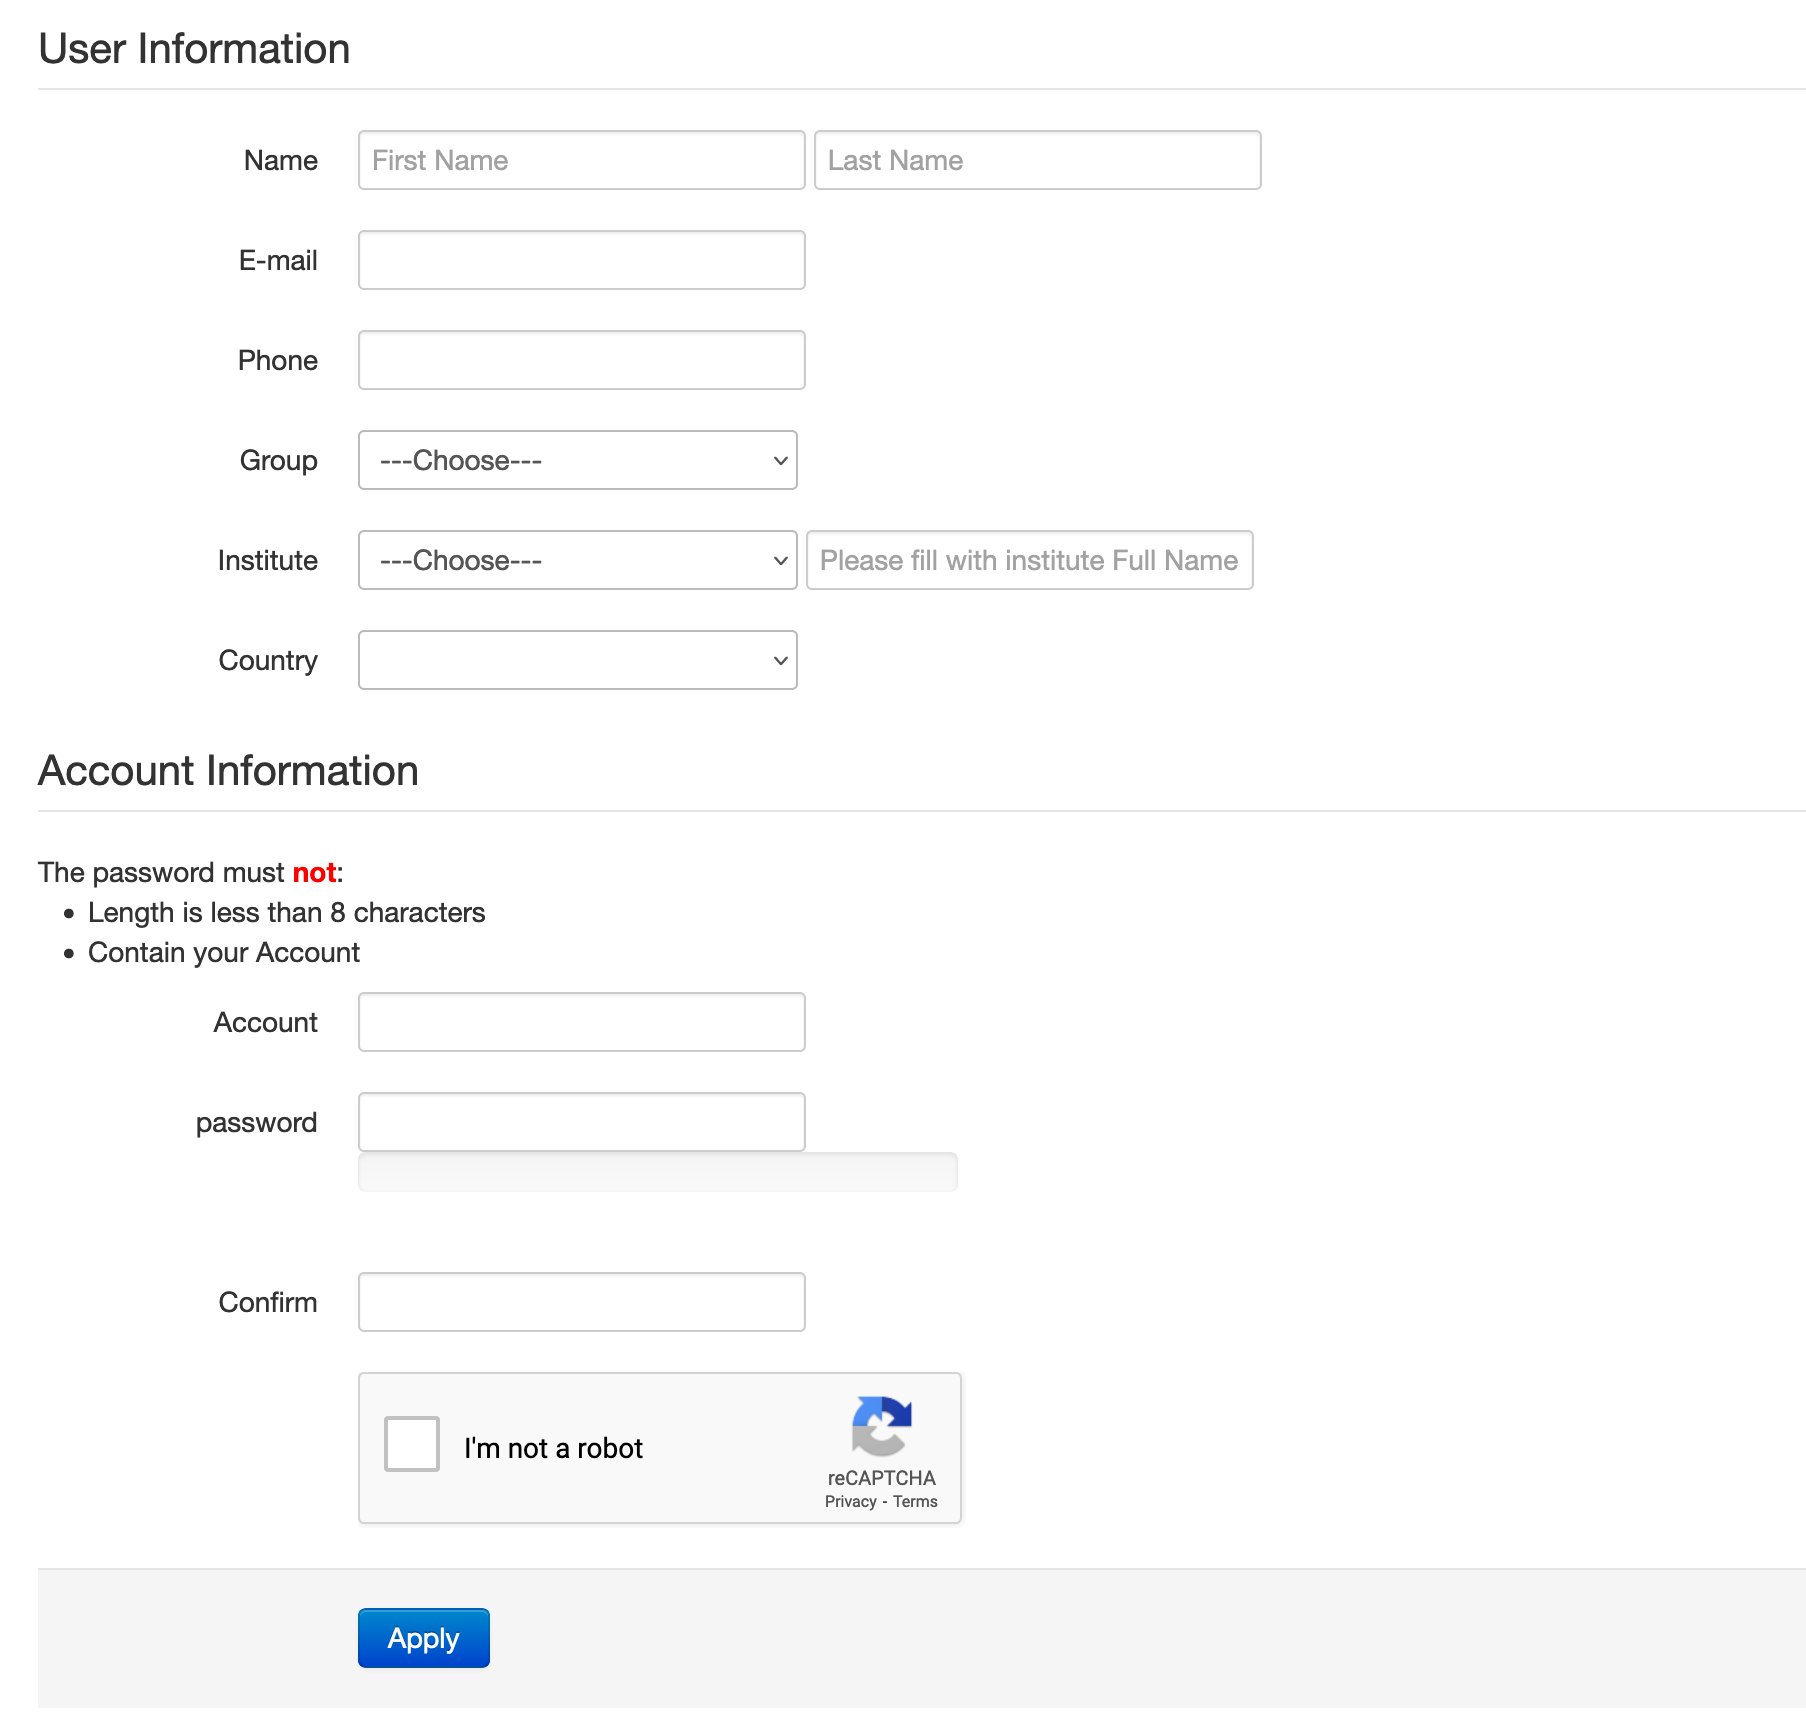 User Information
Name First Name Last Name
E-mail
Phone
Group ---Choose---
Institute ---Choose--- Please fill with institute Full Name
Country
Account Information
The password must not:
• Length is less than 8 characters
• Contain your Account
Account
password
Confirm
I'm not a robot
reCAPTCHA
Privacy - Terms
Apply